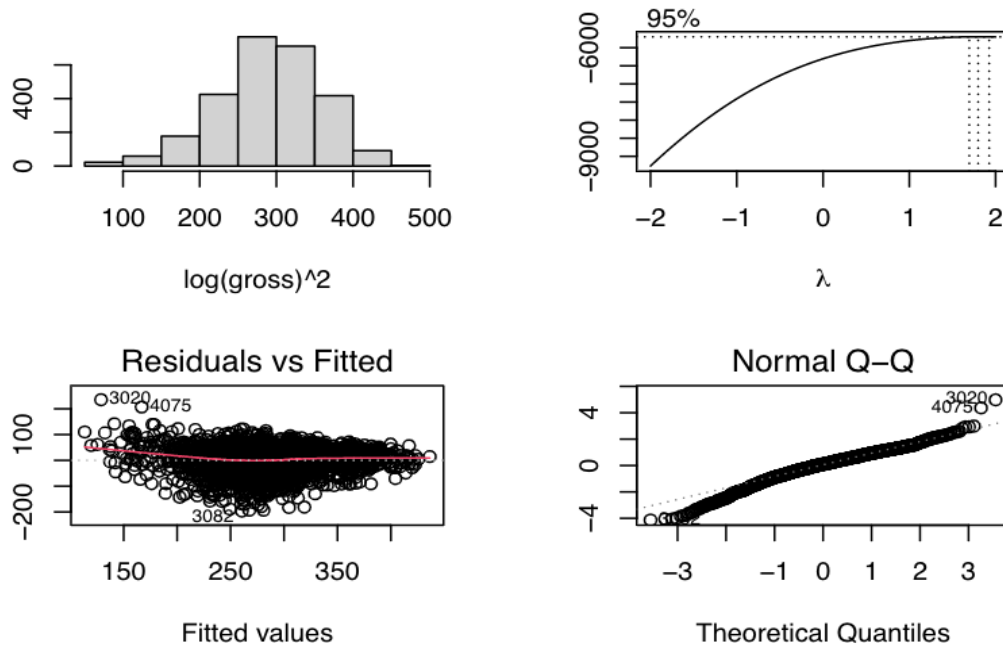 400
0
100 200 300 400 500
log(gross)^2
95%
-6000
-9000
-2 -1 0 1 2
λ
Residuals vs Fitted
3020
4075
3082
100
-200
150 250 350
Fitted values
Normal Q-Q
3020
4075
4
0
-4
-3 -1 0 1 2 3
Theoretical Quantiles